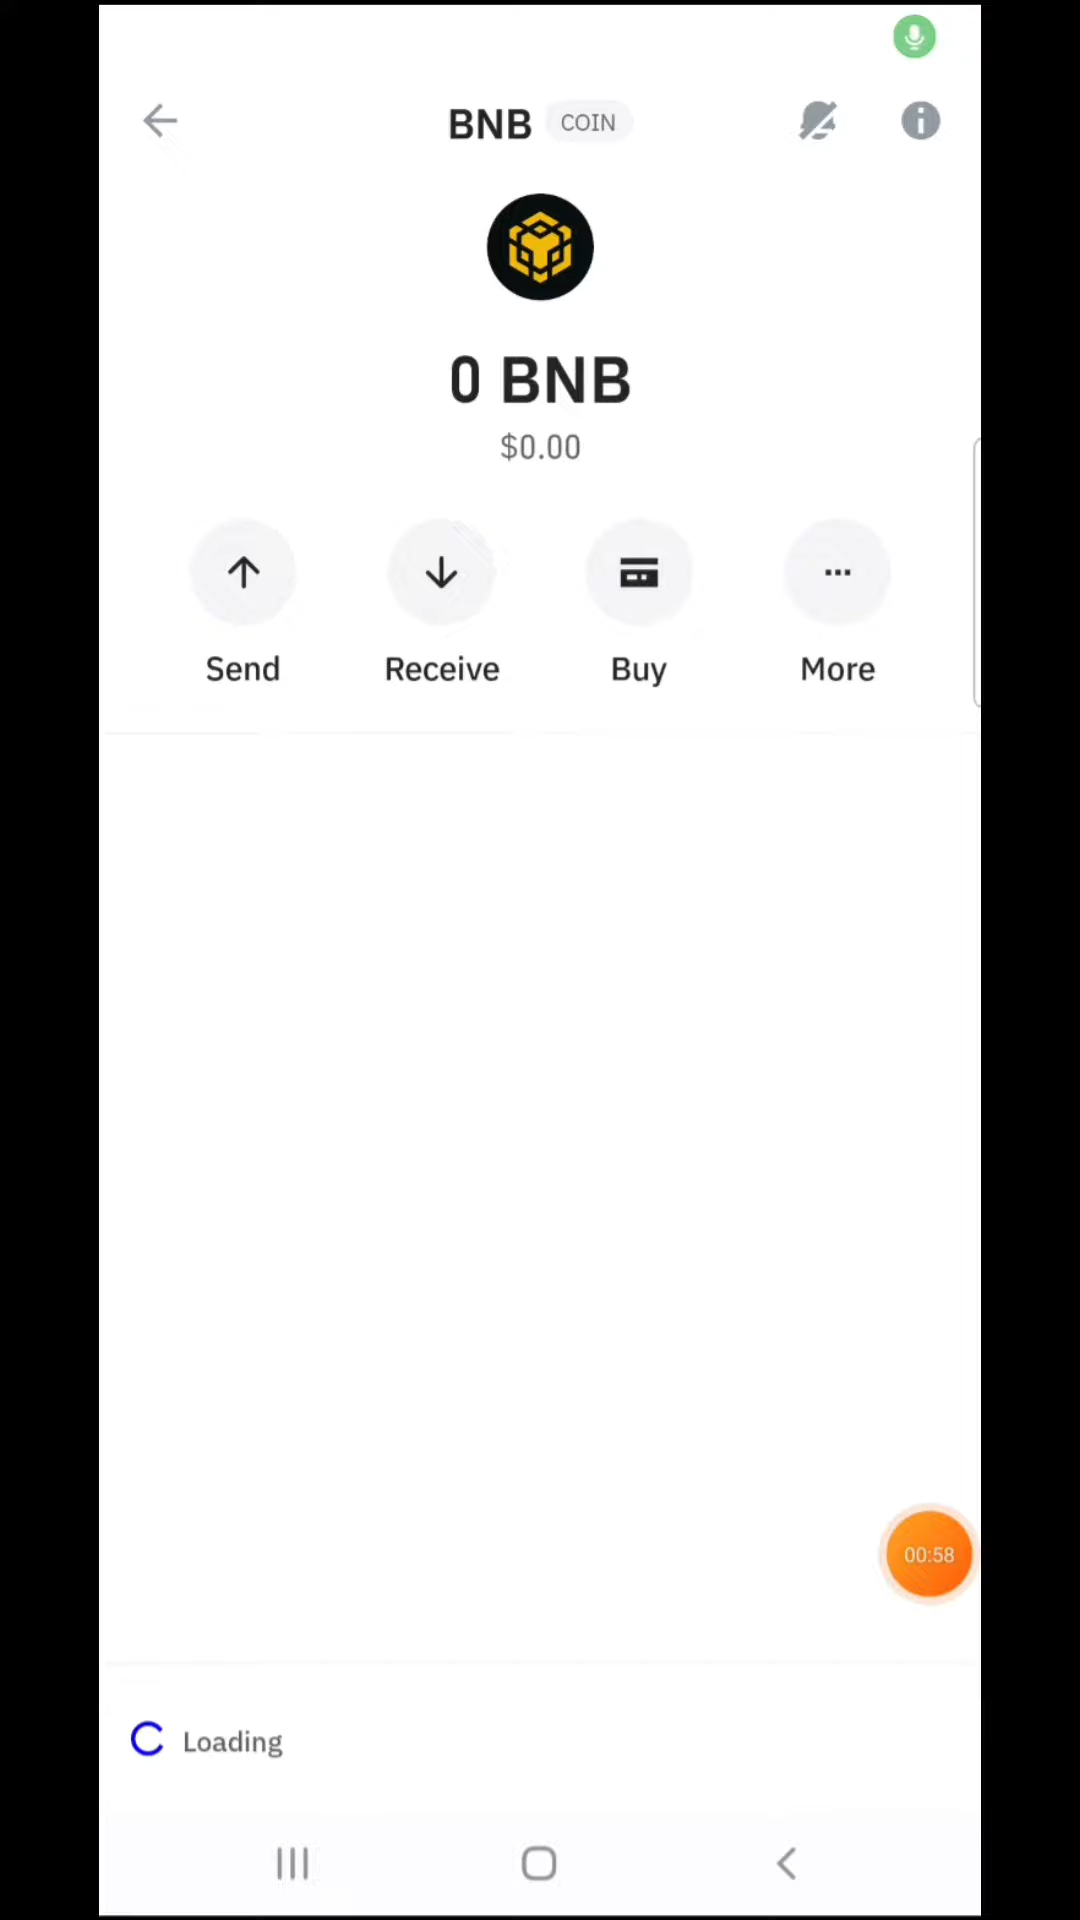 BNB COIN
0 BNB
$0.00
Send Receive Buy More
00:58
Loading